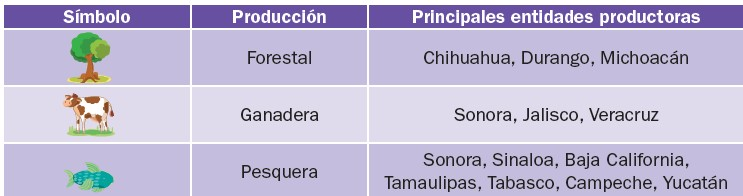 Símbolo Producción Principales entidades productoras
Forestal Chihuahua, Durango, Michoacán
Ganadera Sonora, Jalisco, Veracruz
Pesquera Sonora, Sinaloa, Baja California,
Tamaulipas, Tabasco, Campeche, Yucatán